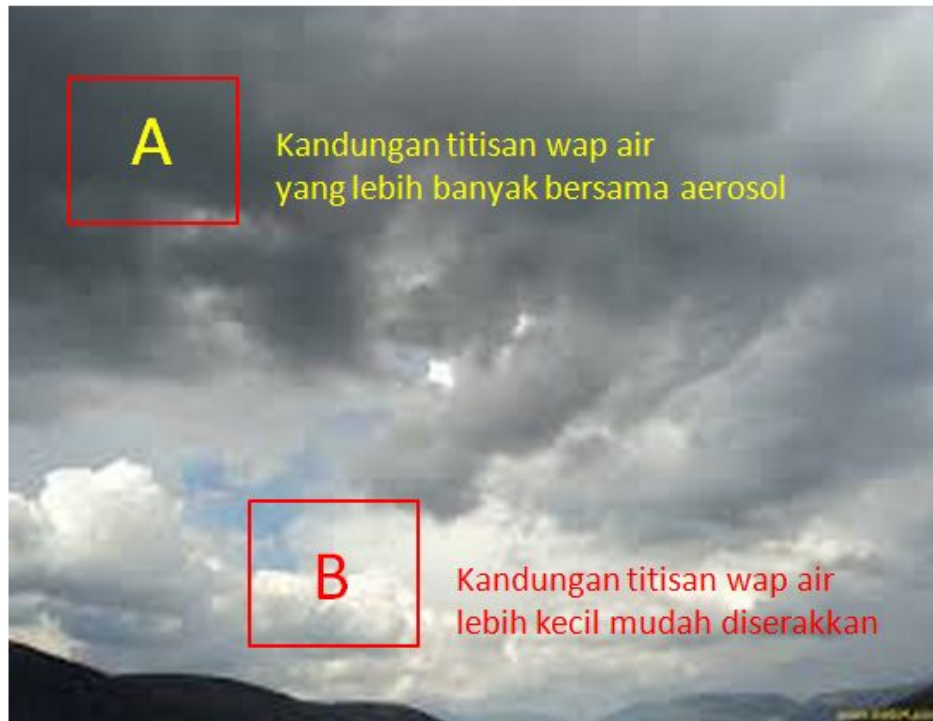 A
Kandungan titisan wap air
yang lebih banyak bersama aerosol
B
Kandungan titisan wap air
lebih kecil mudah diserakkan